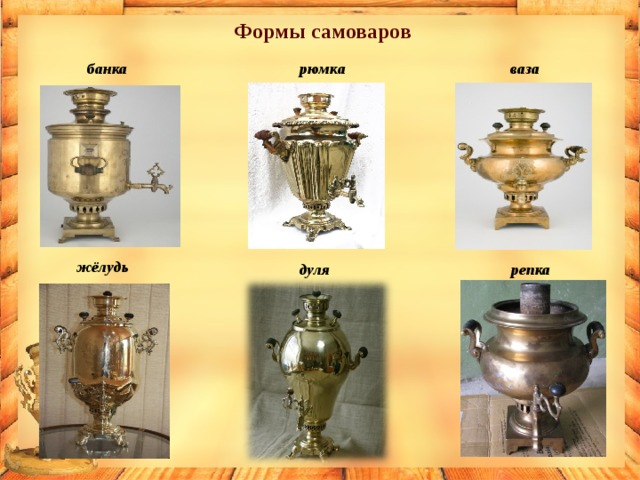 Формы самоваров
банка
рюмка
ваза
жёлудь
дуля
репка